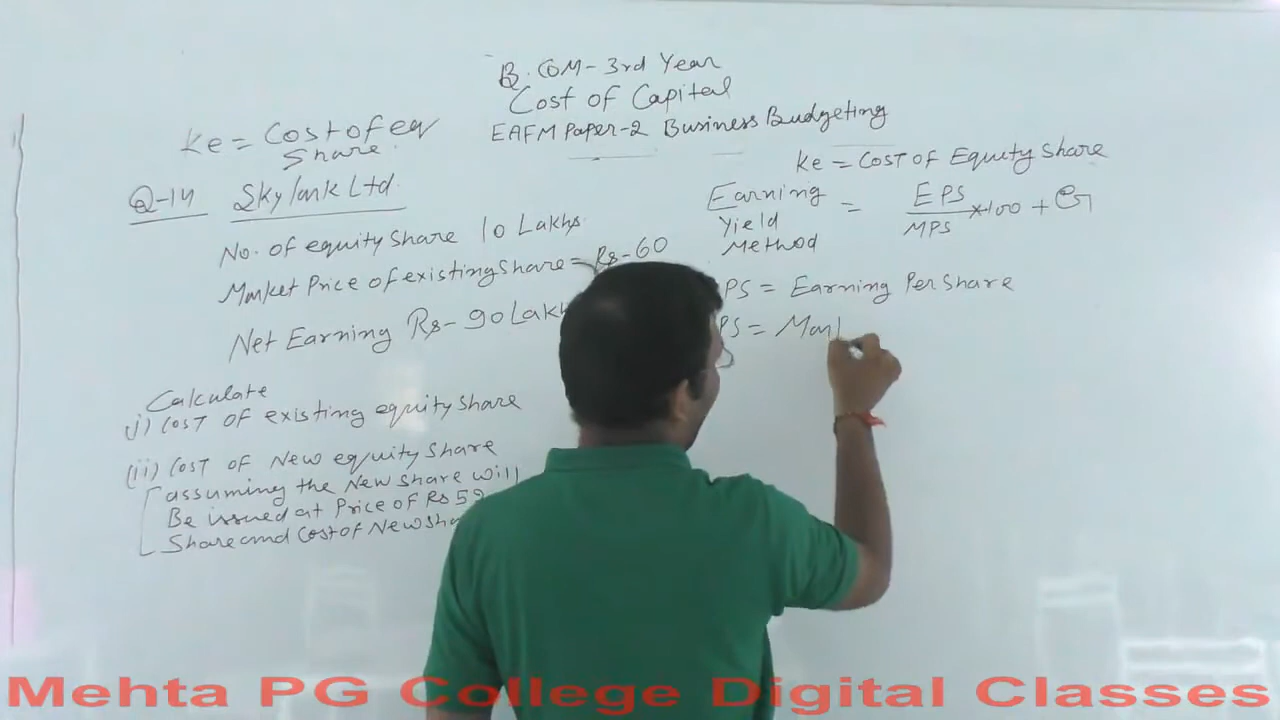 B. COM - 3rd Year
Cost of Capital
EAFM Paper-2 Business Budgeting
Ke = Cost of eq
Share.
Q-14 Skylark Ltd.
No. of equity Share 10 Lakhs
Market Price of existing Share = Rs-60
Net Earning Rs- 90 Lakh
Calculate
(i) Cost of existing equity Share
(ii) Cost of New equity Share
assuming the New Share will
Be issued at Price of Rs 52
Share and Cost of New Sha
Ke = Cost of Equity Share
Earning
Yield
Method
= EPS
MPS
×100 + G
PS = Earning Per Share
PS = Mark
Mehta PG College Digital Classes